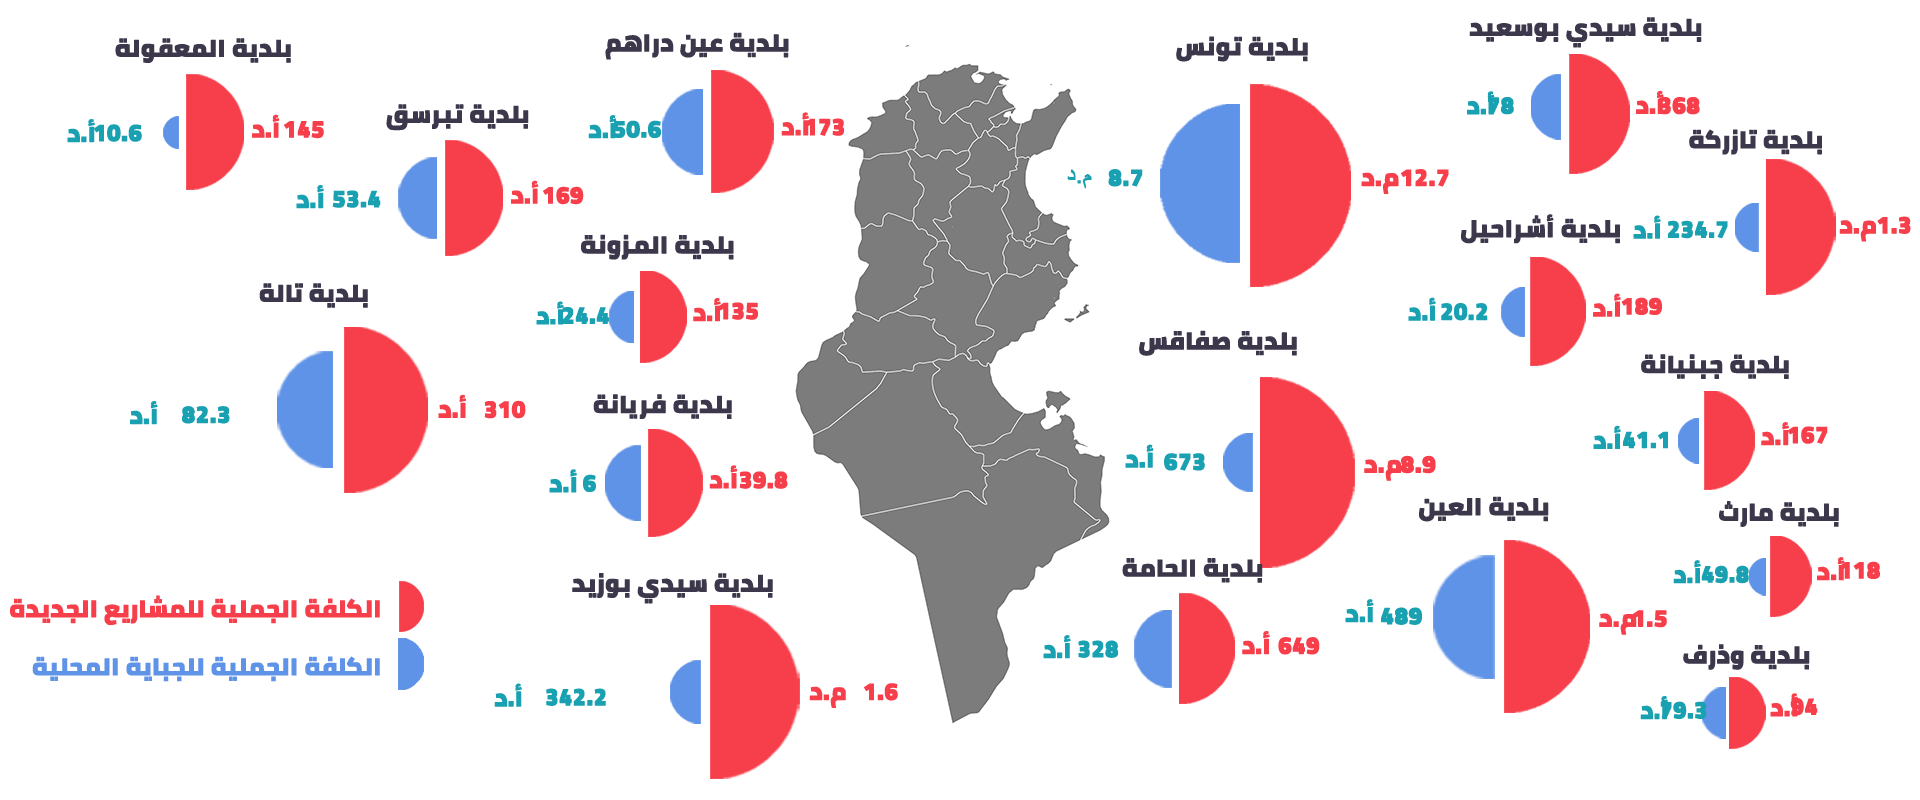 بلدية سيدي بوسعيد
368أ.د
78أ.د
بلدية تونس
12.7م.د
8.7 م.د
بلدية عين دراهم
173أ.د
50.6أ.د
بلدية المعقولة
145 أ.د
10.6أ.د
بلدية تبرسق
169 أ.د
53.4 أ.د
بلدية تازركة
1.3م.د
234.7 أ.د
بلدية أشراحيل
189أ.د
20.2 أ.د
بلدية المزونة
135أ.د
24.4أ.د
بلدية تالة
310 أ.د
82.3 أ.د
بلدية صفاقس
8.9م.د
673 أ.د
بلدية جبنيانة
167أ.د
41.1أ.د
بلدية فريانة
39.8أ.د
6 أ.د
بلدية العين
1.5م.د
489 أ.د
بلدية مارث
118أ.د
49.8أ.د
بلدية الحامة
649 أ.د
328 أ.د
بلدية سيدي بوزيد
1.6 م.د
342.2 أ.د
بلدية وذرف
94أ.د
79.3أ.د
الكلفة الجملية للمشاريع الجديدة
الكلفة الجملية للجباية المحلية